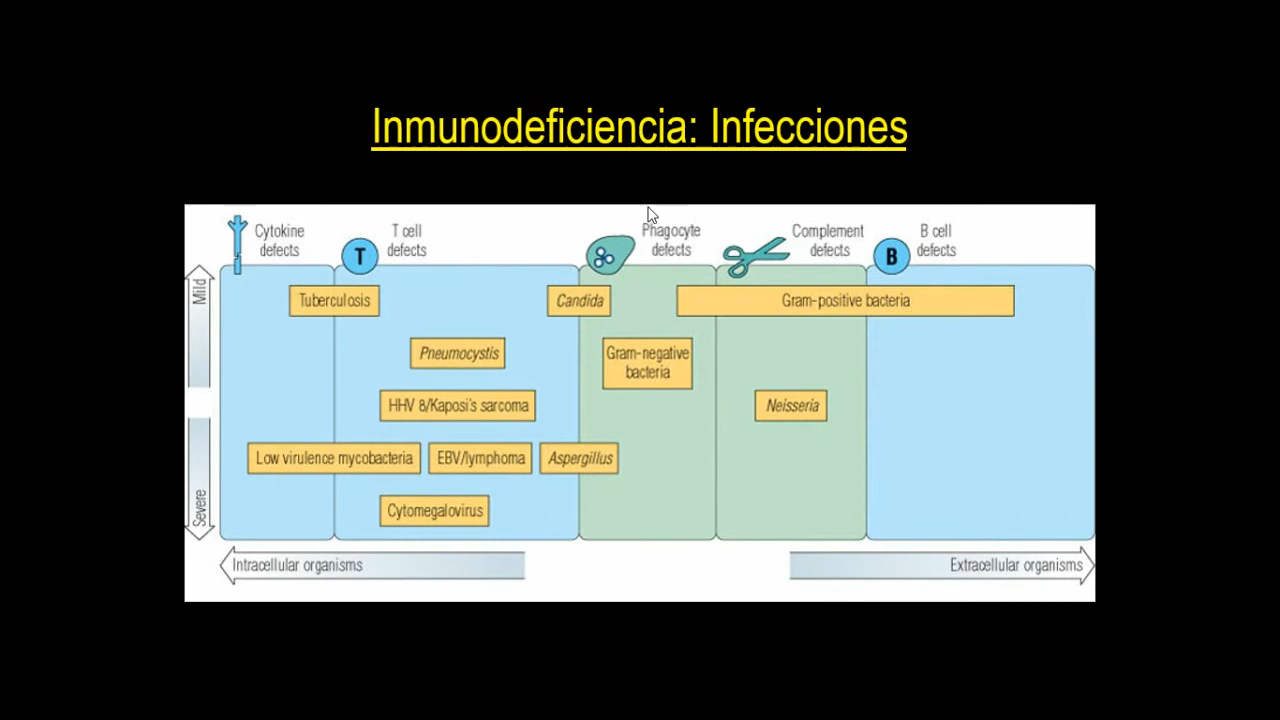 Inmunodeficiencia: Infecciones
Cytokine
defects
T cell
defects
Phagocyte
defects
Complement
defects
B cell
defects
T
B
Mild
Tuberculosis
Candida
Gram-positive bacteria
Pneumocystis
Gram-negative
bacteria
HHV 8/Kaposi's sarcoma
Neisseria
Low virulence mycobacteria
EBV/lymphoma
Aspergillus
Severe
Cytomegalovirus
Intracellular organisms
Extracellular organisms